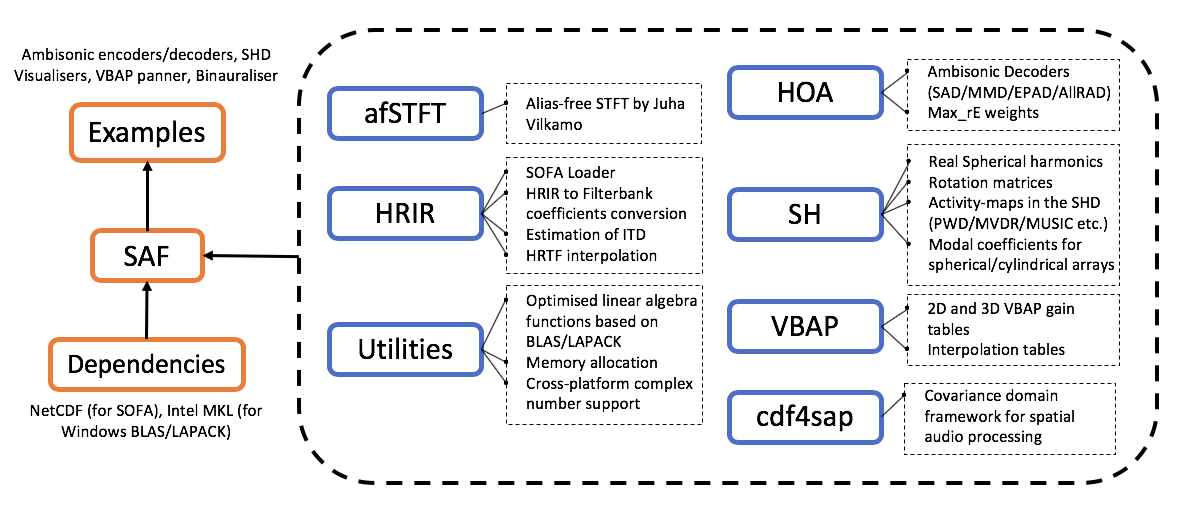 Ambisonic encoders/decoders, SHD
Visualisers, VBAP panner, Binauraliser
Examples
SAF
Dependencies
NetCDF (for SOFA), Intel MKL (for
Windows BLAS/LAPACK)
afSTFT
Alias-free STFT by Juha
Vilkamo
HRIR
SOFA Loader
HRIR to Filterbank
coefficients conversion
Estimation of ITD
HRTF interpolation
Utilities
Optimised linear algebra
functions based on
BLAS/LAPACK
Memory allocation
Cross-platform complex
number support
HOA
Ambisonic Decoders
(SAD/MMD/EPAD/AllRAD)
Max_rE weights
SH
Real Spherical harmonics
Rotation matrices
Activity-maps in the SHD
(PWD/MVDR/MUSIC etc.)
Modal coefficients for
spherical/cylindrical arrays
VBAP
2D and 3D VBAP gain
tables
Interpolation tables
cdf4sap
Covariance domain
framework for spatial
audio processing